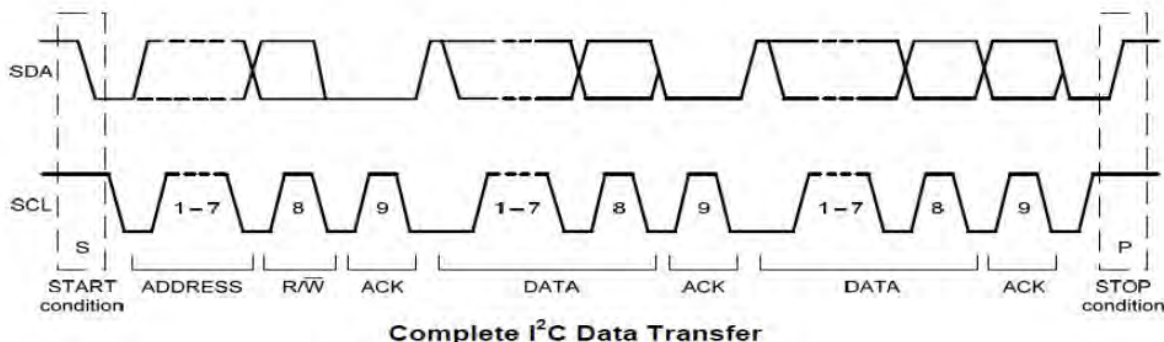 SDA
SCL
1–7 8 9 1–7 8 9 1–7 8 9
S P
START condition ADDRESS R/W̅ ACK DATA ACK DATA ACK STOP condition
Complete I²C Data Transfer